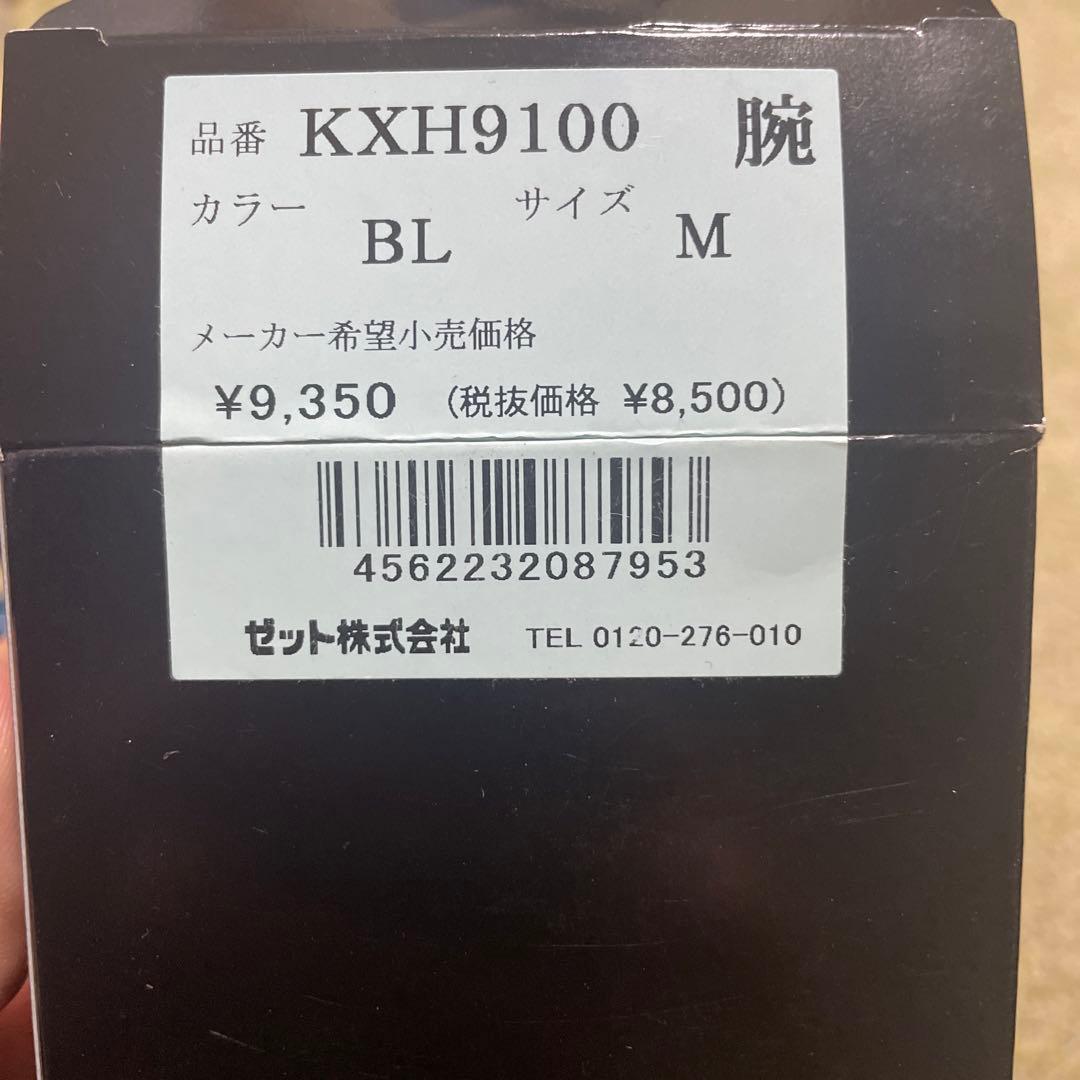 品番 KXH9100 腕
カラー サイズ
BL M
メーカー希望小売価格
¥9,350 (税抜価格 ¥8,500)
4562232087953
ゼット株式会社 TEL 0120-276-010